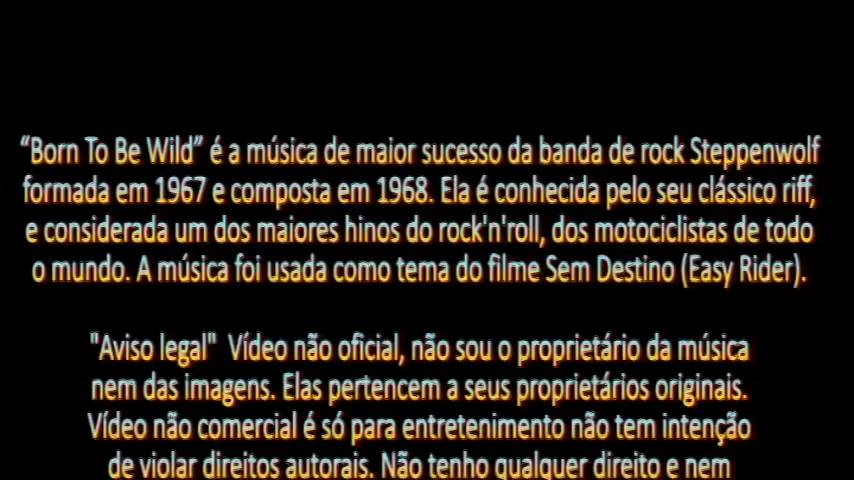 “Born To Be Wild” é a música de maior sucesso da banda de rock Steppenwolf
formada em 1967 e composta em 1968. Ela é conhecida pelo seu clássico riff,
e considerada um dos maiores hinos do rock'n'roll, dos motociclistas de todo
o mundo. A música foi usada como tema do filme Sem Destino (Easy Rider).
"Aviso legal"  Vídeo não oficial, não sou o proprietário da música
nem das imagens. Elas pertencem a seus proprietários originais.
Vídeo não comercial é só para entretenimento não tem intenção
de violar direitos autorais. Não tenho qualquer direito e nem